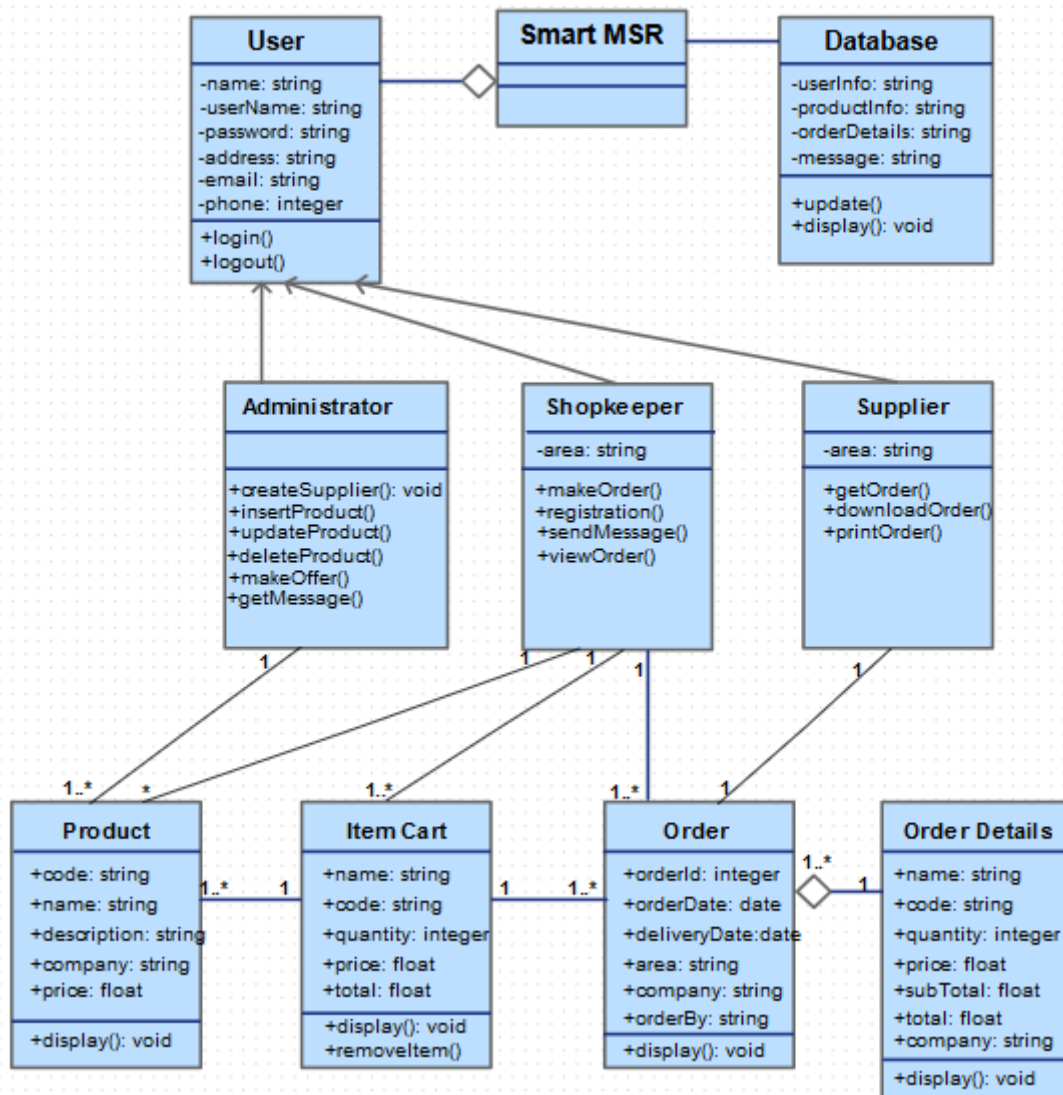 User
-name: string
-userName: string
-password: string
-address: string
-email: string
-phone: integer
+login()
+logout()
Smart MSR
Database
-userInfo: string
-productInfo: string
-orderDetails: string
-message: string
+update()
+display(): void
Administrator
+createSupplier(): void
+insertProduct()
+updateProduct()
+deleteProduct()
+makeOffer()
+getMessage()
Shopkeeper
-area: string
+makeOrder()
+registration()
+sendMessage()
+viewOrder()
Supplier
-area: string
+getOrder()
+downloadOrder()
+printOrder()
1
1
1
1
1
1..*
*
1..*
1..*
1
Product
+code: string
+name: string
+description: string
+company: string
+price: float
+display(): void
1..*
1
Item Cart
+name: string
+code: string
+quantity: integer
+price: float
+total: float
+display(): void
+removeItem()
1
1..*
Order
+orderId: integer
+orderDate: date
+deliveryDate:date
+area: string
+company: string
+orderBy: string
+display(): void
1..*
1
Order Details
+name: string
+code: string
+quantity: integer
+price: float
+subTotal: float
+total: float
+company: string
+display(): void